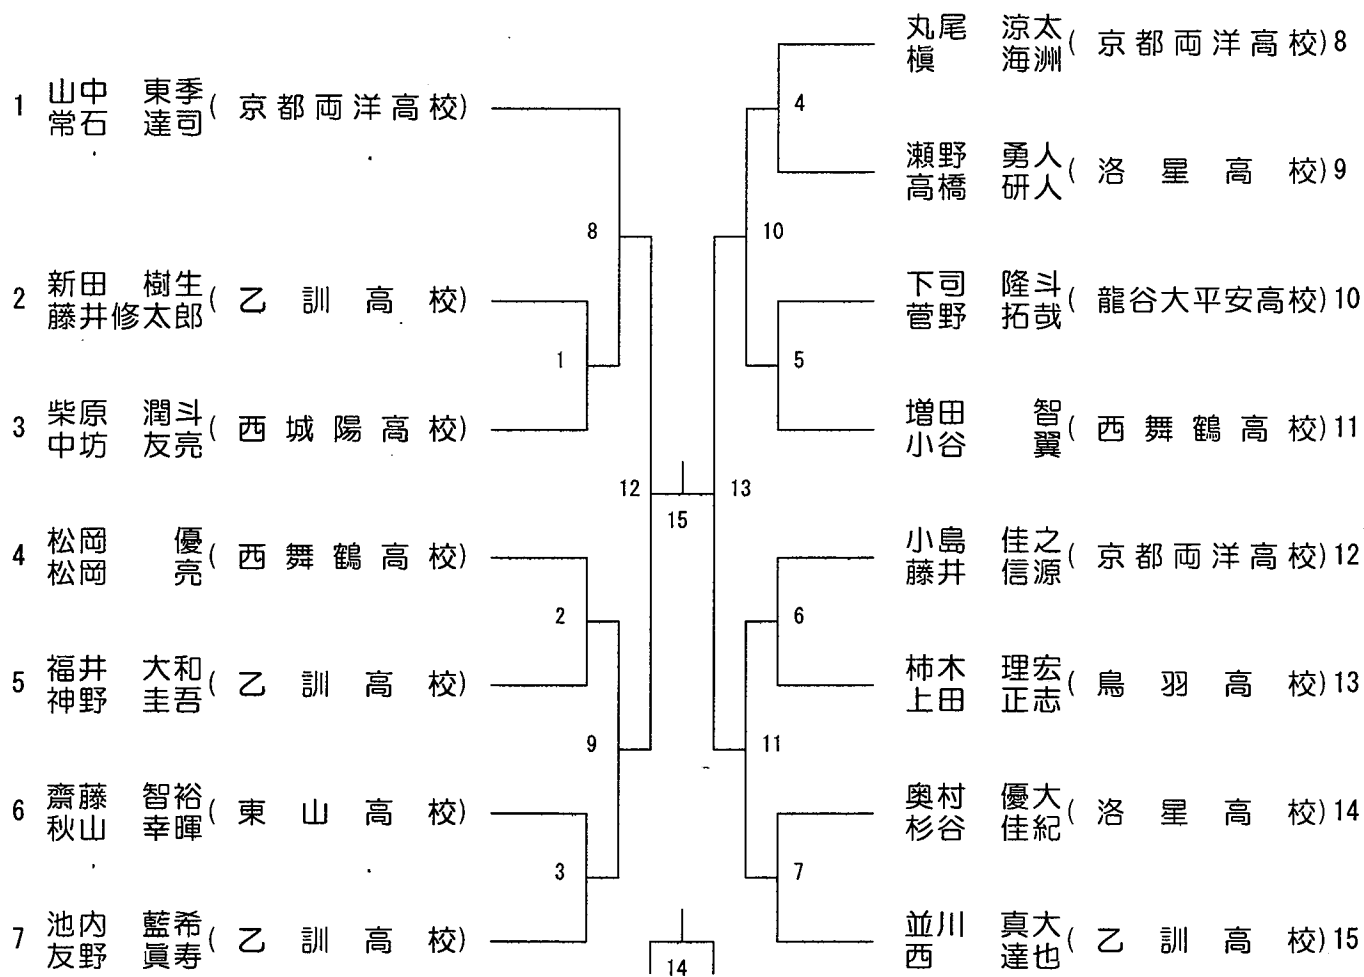 1 山中 東季
常石 達司 (京都両洋高校)
2 新田 樹生
藤井修太郎 (乙訓高校)
3 柴原 潤斗
中坊 友亮 (西城陽高校)
4 松岡 優
松岡 亮 (西舞鶴高校)
5 福井 大和
神野 圭吾 (乙訓高校)
6 齋藤 智裕
秋山 幸暉 (東山高校)
7 池内 藍希
友野 眞寿 (乙訓高校)
8
1
2
9
3
12
15
14
13
4
10
5
6
11
7
丸尾 涼太
槇 海洲 (京都両洋高校) 8
瀬野 勇人
高橋 研人 (洛星高校) 9
下司 隆斗
菅野 拓哉 (龍谷大平安高校) 10
増田 智
小谷 翼 (西舞鶴高校) 11
小島 佳之
藤井 信源 (京都両洋高校) 12
柿木 理宏
上田 正志 (鳥羽高校) 13
奥村 優大
杉谷 佳紀 (洛星高校) 14
並川 真大
西 達也 (乙訓高校) 15